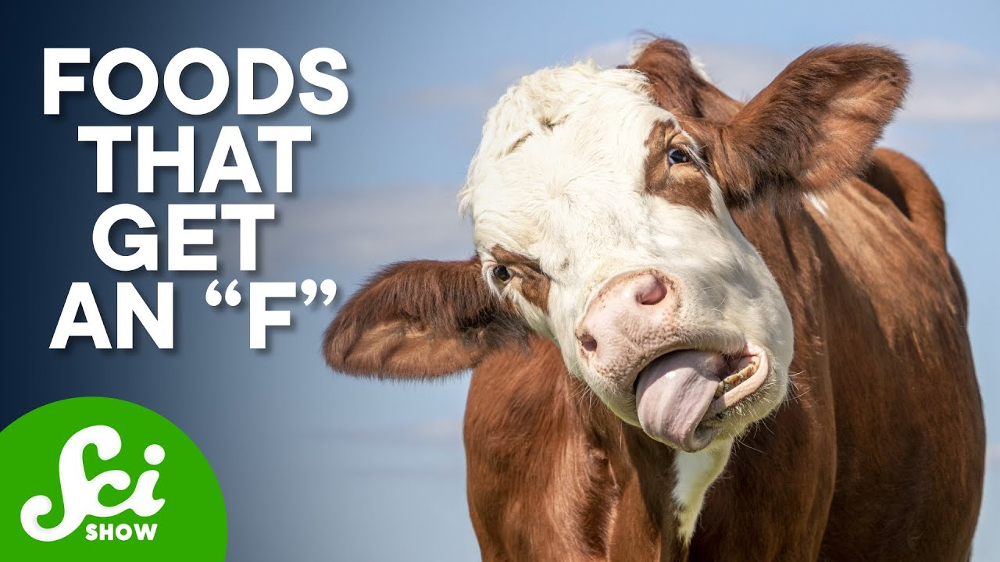 FOODS
THAT
GET
AN “F”
Sci
SHOW